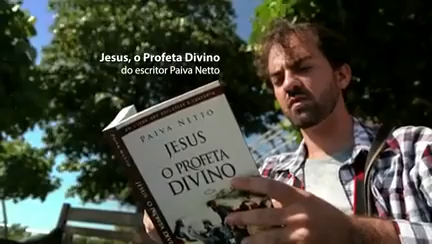 Jesus, o Profeta Divino
do escritor Paiva Netto
PAIVA NETTO
JESUS
O PROFETA
DIVINO